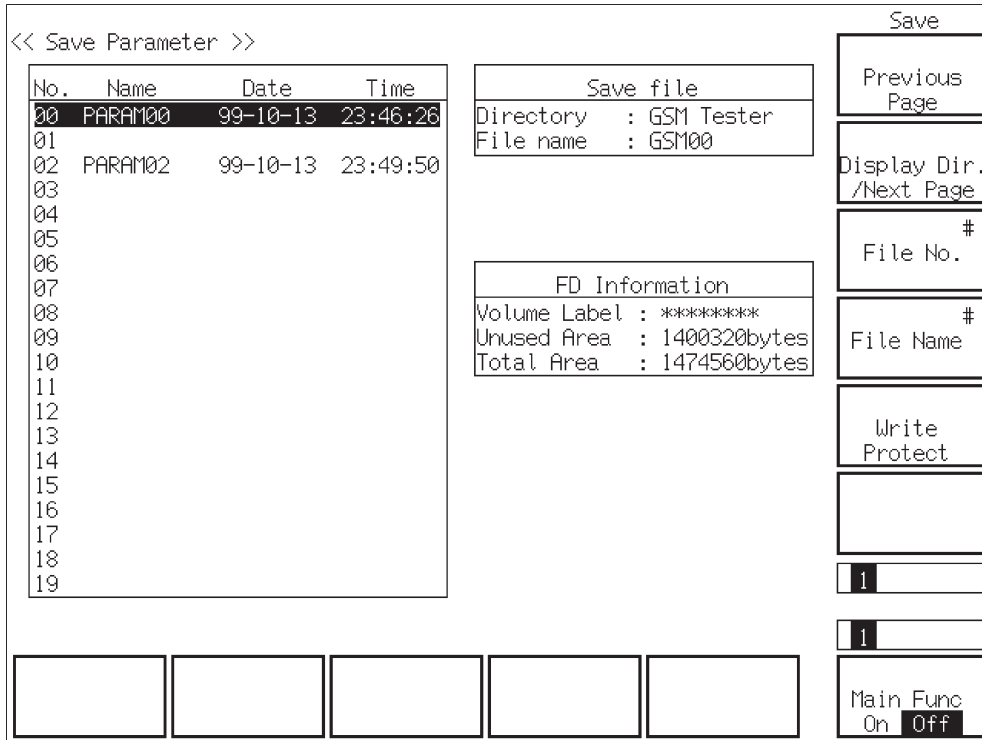 Save
<< Save Parameter >>
No. Name Date Time
00 PARAM00 99-10-13 23:46:26
01
02 PARAM02 99-10-13 23:49:50
03
04
05
06
07
08
09
10
11
12
13
14
15
16
17
18
19
Save file
Directory : GSM Tester
File name : GSM00
FD Information
Volume Label : ********
Unused Area : 1400320bytes
Total Area : 1474560bytes
Previous
Page
Display Dir.
/Next Page
#
File No.
#
File Name
Write
Protect
1
1
Main Func
On Off